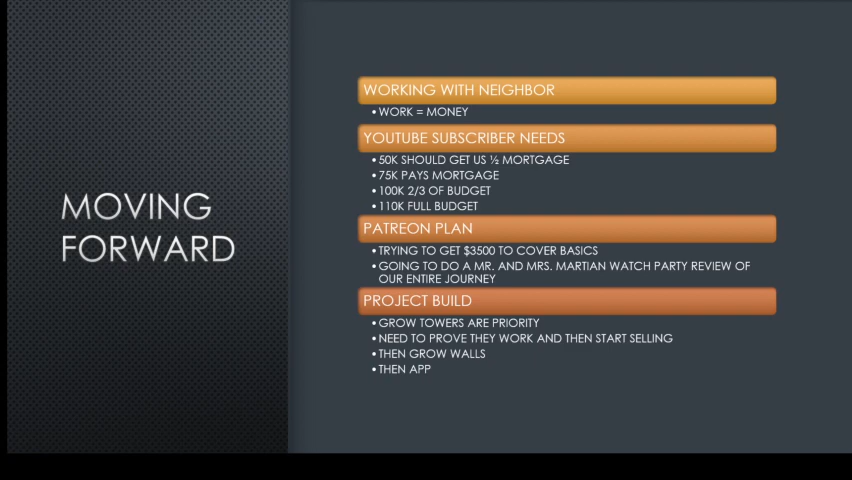 MOVING
FORWARD
WORKING WITH NEIGHBOR
• WORK = MONEY
YOUTUBE SUBSCRIBER NEEDS
• 50K SHOULD GET US ½ MORTGAGE
• 75K PAYS MORTGAGE
• 100K 2/3 OF BUDGET
• 110K FULL BUDGET
PATREON PLAN
• TRYING TO GET $3500 TO COVER BASICS
• GOING TO DO A MR. AND MRS. MARTIAN WATCH PARTY REVIEW OF
OUR ENTIRE JOURNEY
PROJECT BUILD
• GROW TOWERS ARE PRIORITY
• NEED TO PROVE THEY WORK AND THEN START SELLING
• THEN GROW WALLS
• THEN APP